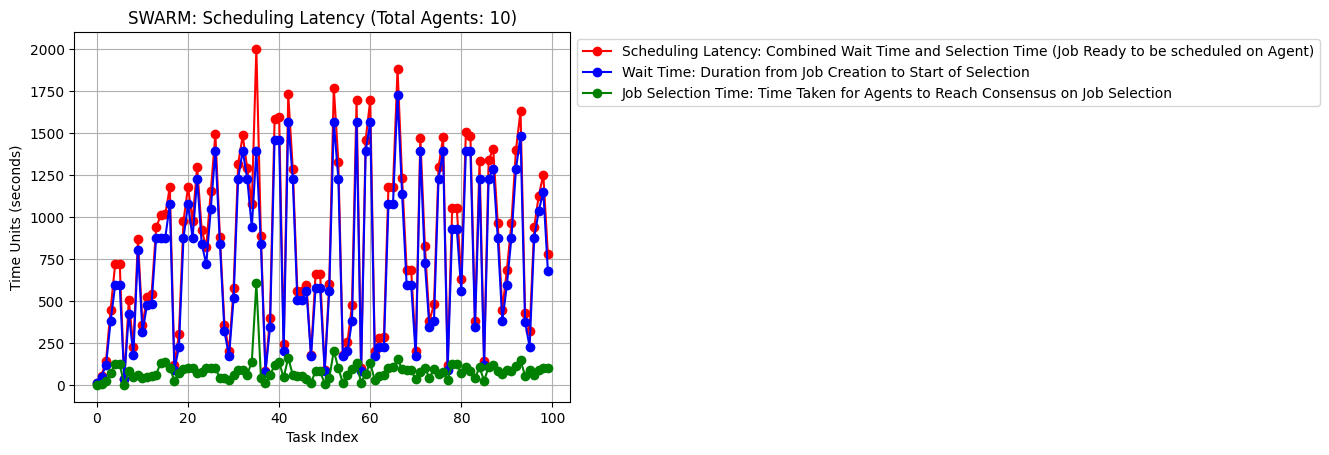 SWARM: Scheduling Latency (Total Agents: 10)
Scheduling Latency: Combined Wait Time and Selection Time (Job Ready to be scheduled on Agent)
Wait Time: Duration from Job Creation to Start of Selection
Job Selection Time: Time Taken for Agents to Reach Consensus on Job Selection
Time Units (seconds)
2000
1750
1500
1250
1000
750
500
250
0
0 20 40 60 80 100
Task Index